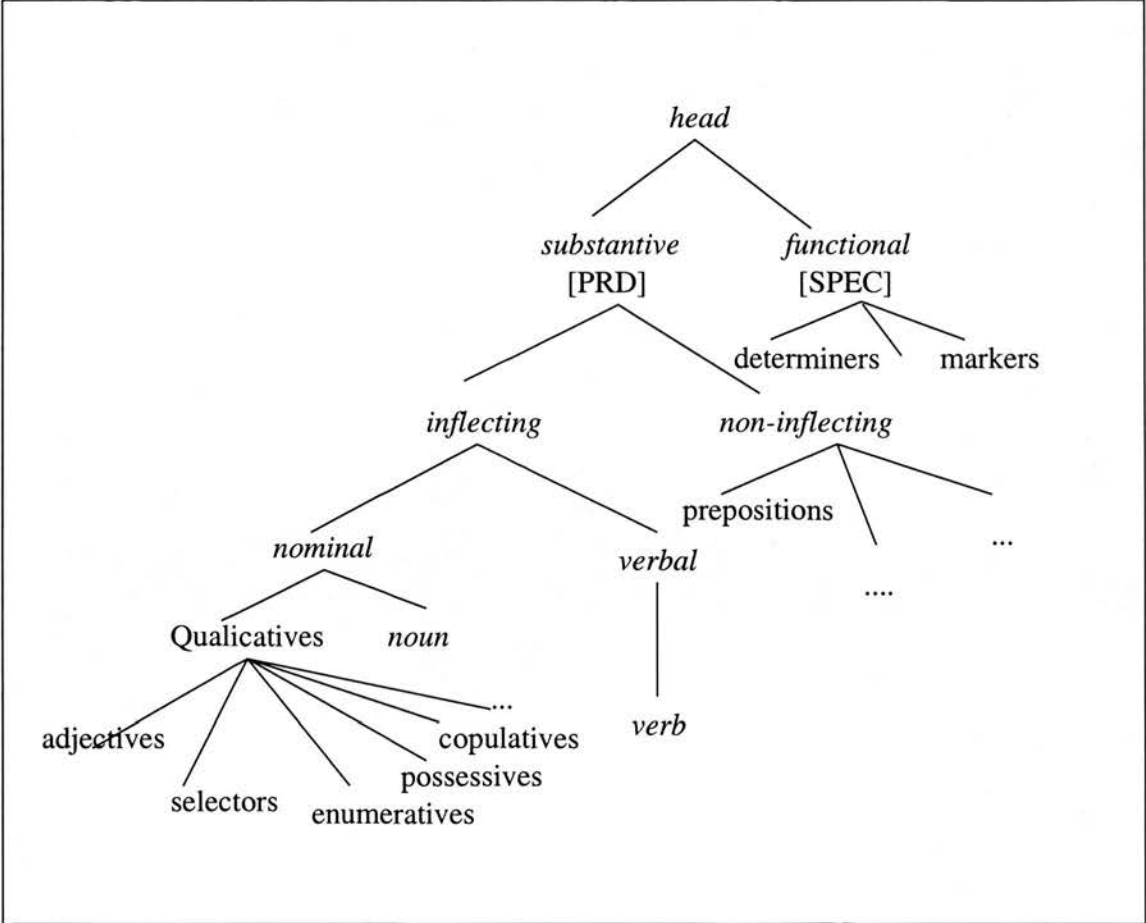 head
substantive functional
[PRD] [SPEC]
determiners markers
inflecting non-inflecting
prepositions
nominal verbal ...
....
Qualicatives noun
...
adjectives copulatives verb
possessives
selectors enumeratives